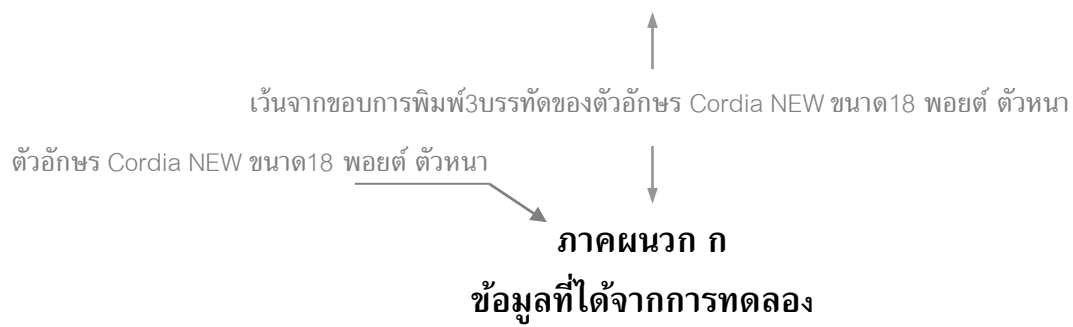 เว้นจากขอบการพิมพ์3บรรทัดของตัวอักษร Cordia NEW ขนาด18 พอยต์ ตัวหนา
ตัวอักษร Cordia NEW ขนาด18 พอยต์ ตัวหนา
ภาคผนวก ก
ข้อมูลที่ได้จากการทดลอง